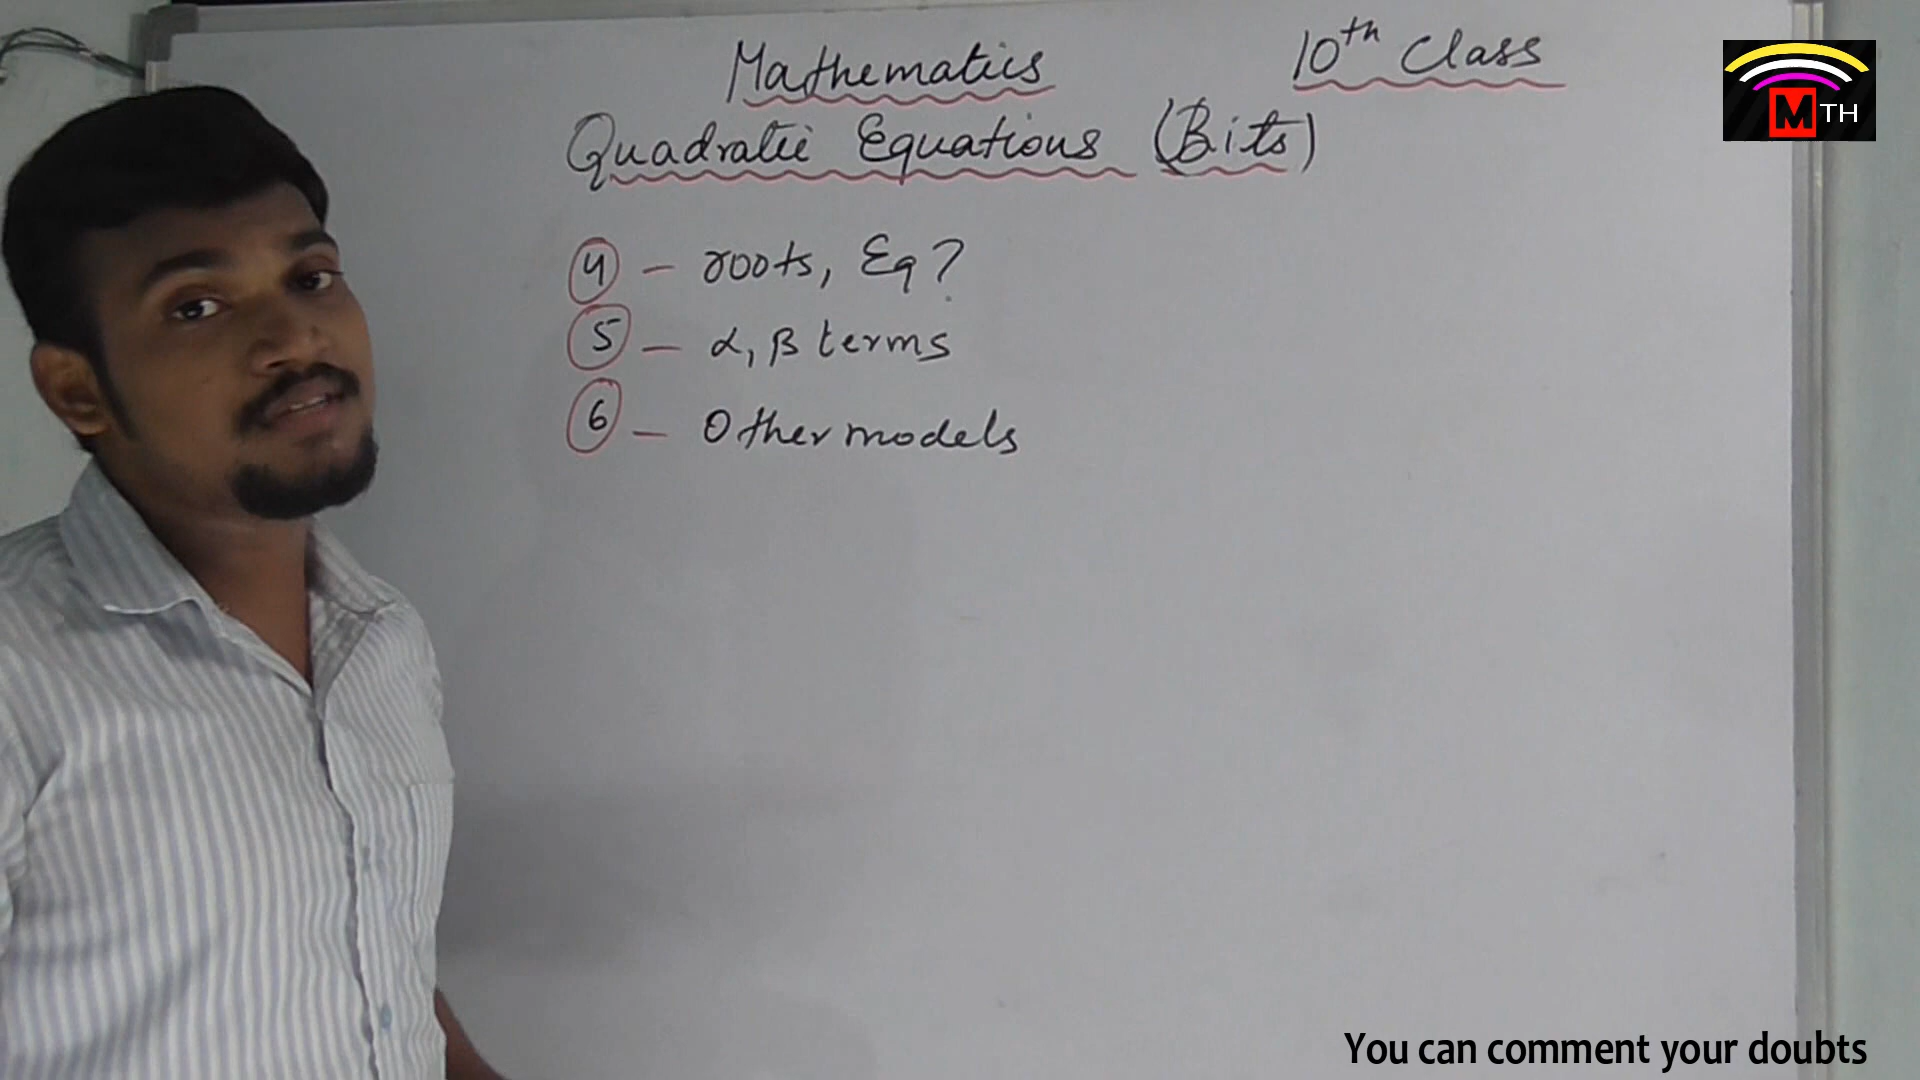 Mathematics
10th Class
MTH
Quadratic Equations (Bits)
4 - roots, Eq?
5 - α, β terms
6 - Other models
You can comment your doubts